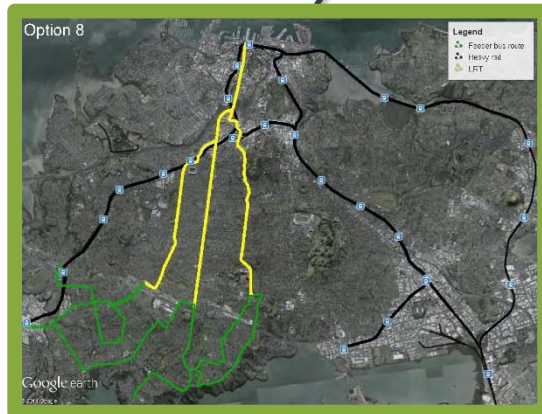 Option 8
Legend
Feeder bus route
Heavy rail
LRT
Google earth